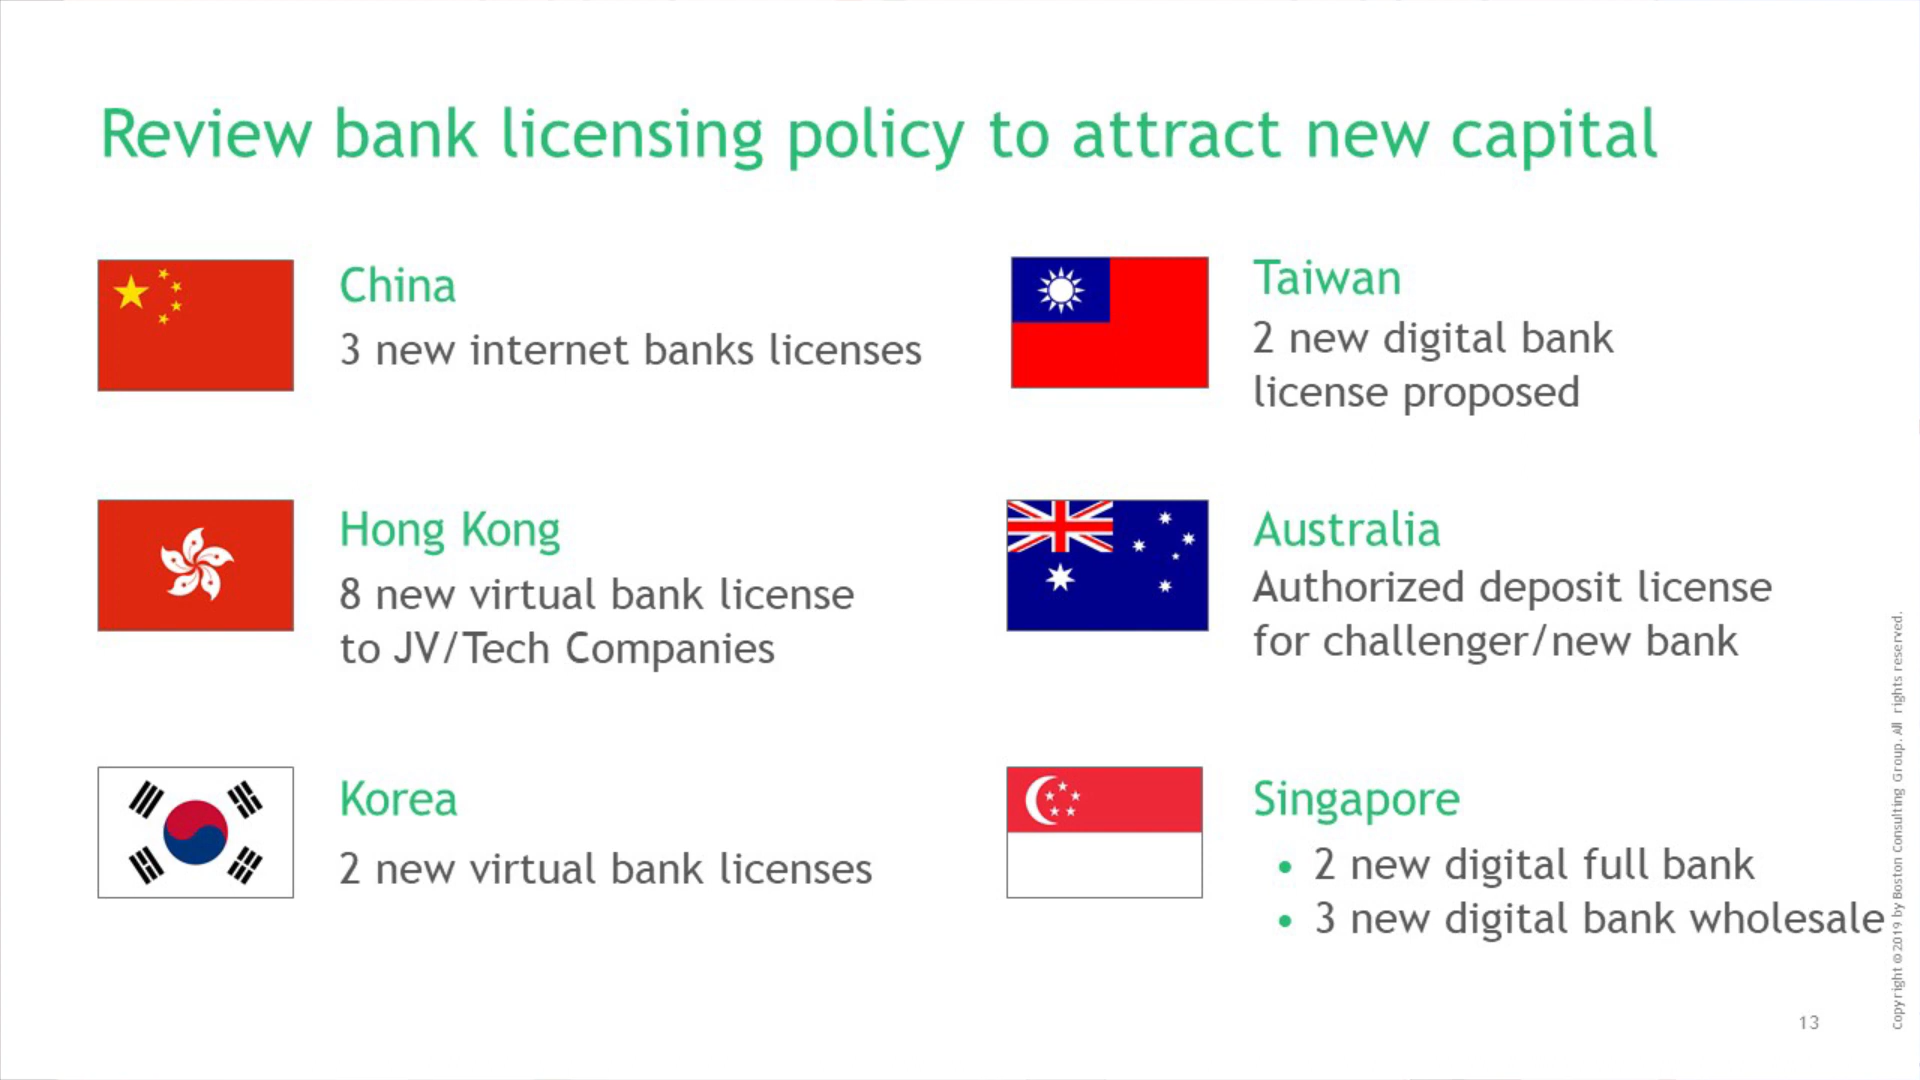 Review bank licensing policy to attract new capital
China
3 new internet banks licenses
Hong Kong
8 new virtual bank license
to JV/Tech Companies
Korea
2 new virtual bank licenses
Taiwan
2 new digital bank
license proposed
Australia
Authorized deposit license
for challenger/new bank
Singapore
• 2 new digital full bank
• 3 new digital bank wholesale
Copyright © 2019 by Boston Consulting Group. All rights reserved.
13